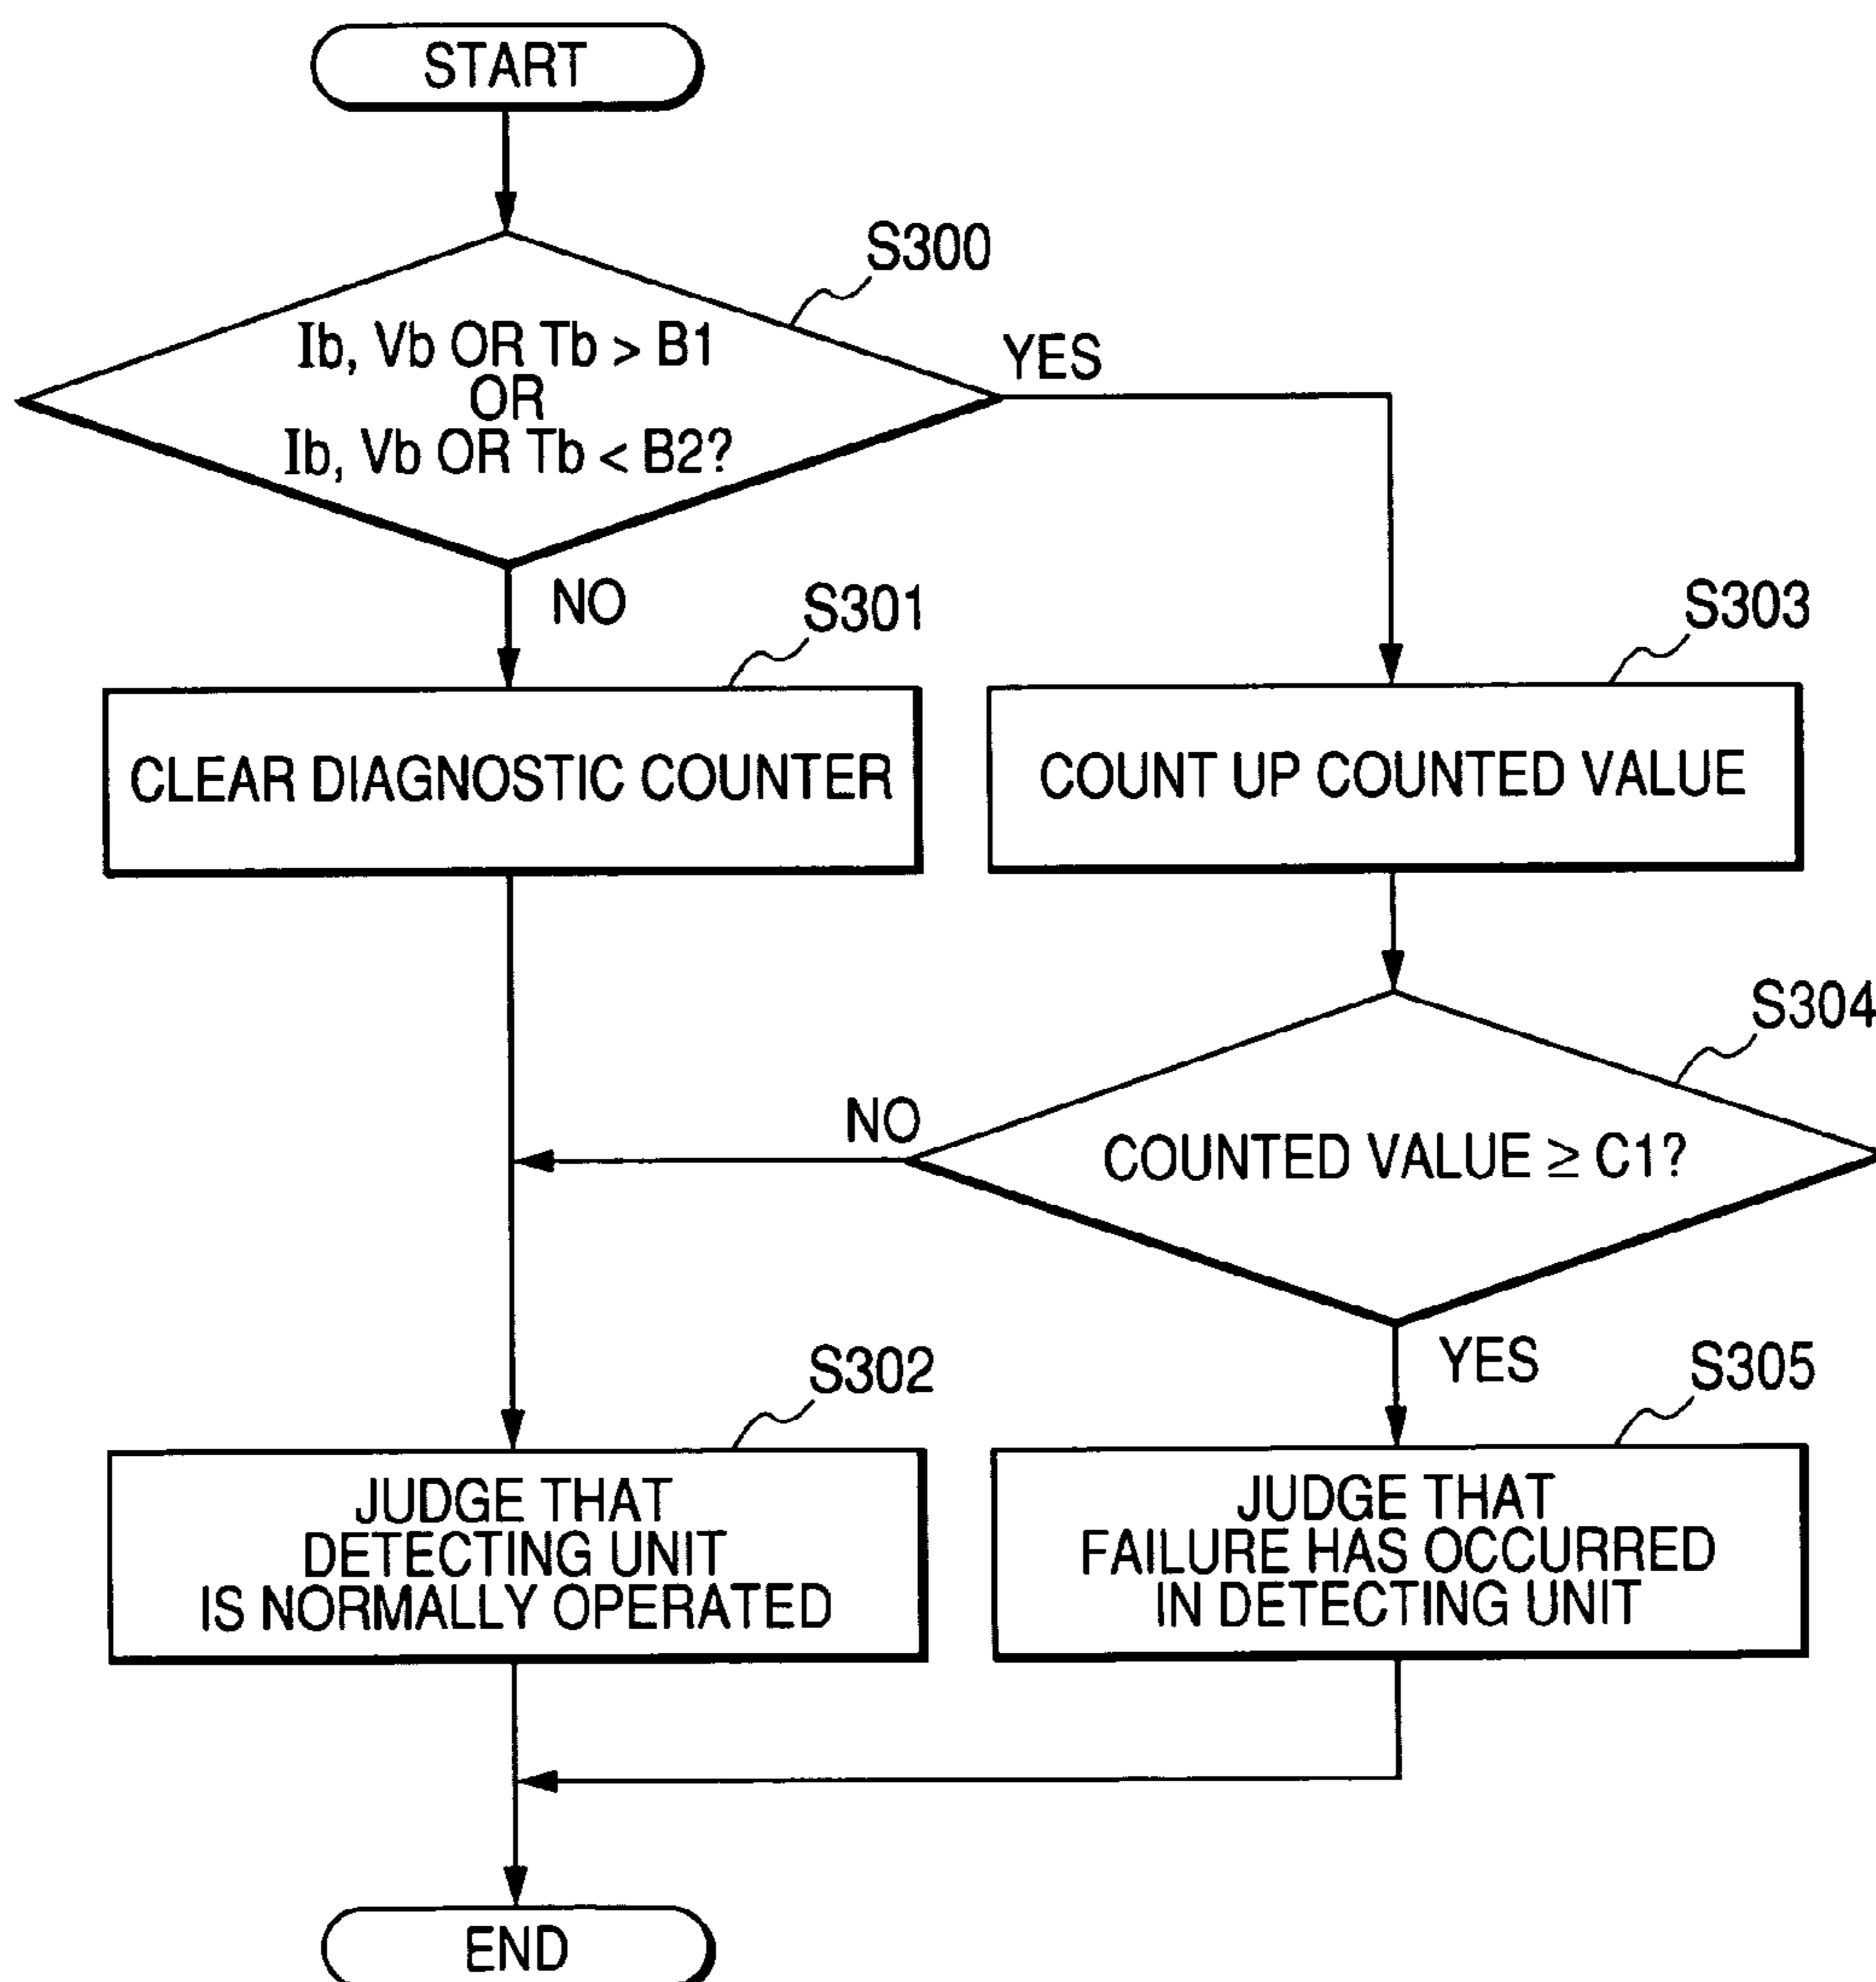 START
S300
Ib, Vb OR Tb > B1
OR
Ib, Vb OR Tb < B2?
YES
NO
S301
S303
CLEAR DIAGNOSTIC COUNTER
COUNT UP COUNTED VALUE
S304
NO
COUNTED VALUE ≥ C1?
YES
S302
S305
JUDGE THAT
DETECTING UNIT
IS NORMALLY OPERATED
JUDGE THAT
FAILURE HAS OCCURRED
IN DETECTING UNIT
END